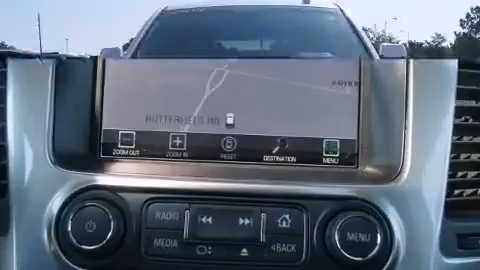 BUTTERFIELD RD
ZOOM OUT ZOOM IN RESET DESTINATION MENU
RADIO
MEDIA <BACK
MENU